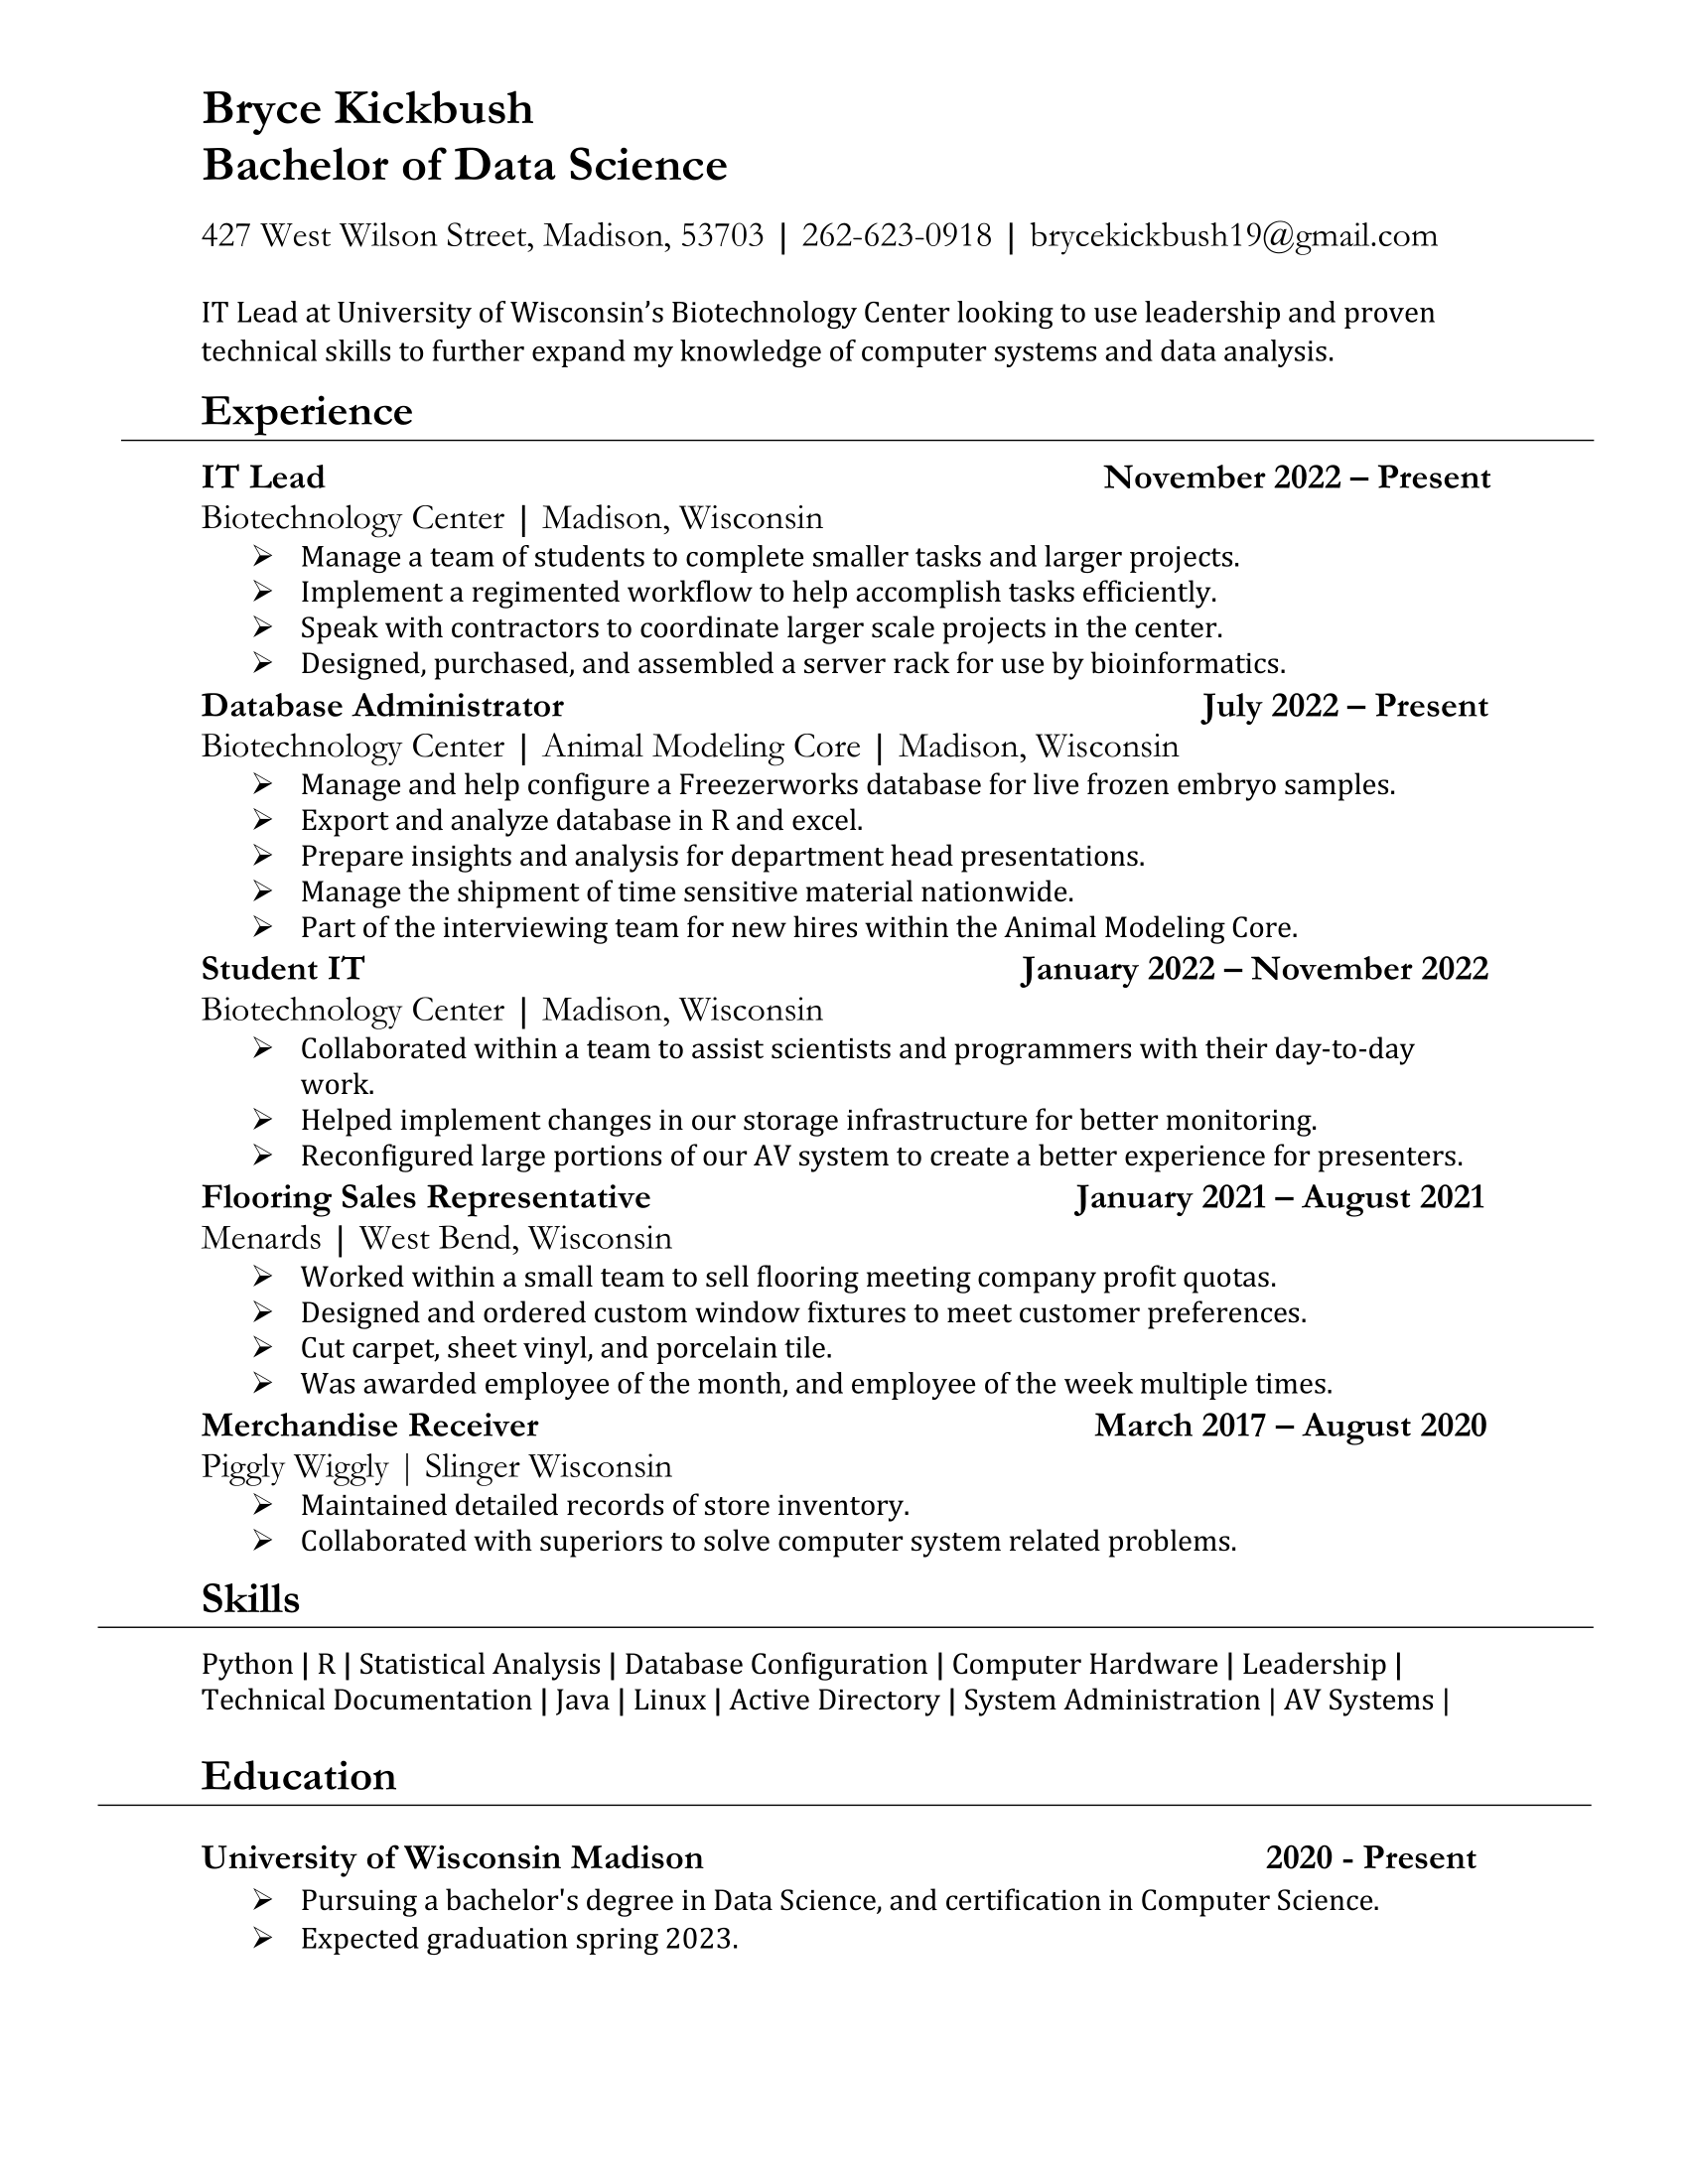 Bryce Kickbush
Bachelor of Data Science
427 West Wilson Street, Madison, 53703 | 262-623-0918 | brycekickbush19@gmail.com
IT Lead at University of Wisconsin’s Biotechnology Center looking to use leadership and proven
technical skills to further expand my knowledge of computer systems and data analysis.
Experience
IT Lead November 2022 – Present
Biotechnology Center | Madison, Wisconsin
➢ Manage a team of students to complete smaller tasks and larger projects.
➢ Implement a regimented workflow to help accomplish tasks efficiently.
➢ Speak with contractors to coordinate larger scale projects in the center.
➢ Designed, purchased, and assembled a server rack for use by bioinformatics.
Database Administrator July 2022 – Present
Biotechnology Center | Animal Modeling Core | Madison, Wisconsin
➢ Manage and help configure a Freezerworks database for live frozen embryo samples.
➢ Export and analyze database in R and excel.
➢ Prepare insights and analysis for department head presentations.
➢ Manage the shipment of time sensitive material nationwide.
➢ Part of the interviewing team for new hires within the Animal Modeling Core.
Student IT January 2022 – November 2022
Biotechnology Center | Madison, Wisconsin
➢ Collaborated within a team to assist scientists and programmers with their day-to-day
work.
➢ Helped implement changes in our storage infrastructure for better monitoring.
➢ Reconfigured large portions of our AV system to create a better experience for presenters.
Flooring Sales Representative January 2021 – August 2021
Menards | West Bend, Wisconsin
➢ Worked within a small team to sell flooring meeting company profit quotas.
➢ Designed and ordered custom window fixtures to meet customer preferences.
➢ Cut carpet, sheet vinyl, and porcelain tile.
➢ Was awarded employee of the month, and employee of the week multiple times.
Merchandise Receiver March 2017 – August 2020
Piggly Wiggly | Slinger Wisconsin
➢ Maintained detailed records of store inventory.
➢ Collaborated with superiors to solve computer system related problems.
Skills
Python | R | Statistical Analysis | Database Configuration | Computer Hardware | Leadership |
Technical Documentation | Java | Linux | Active Directory | System Administration | AV Systems |
Education
University of Wisconsin Madison 2020 - Present
➢ Pursuing a bachelor's degree in Data Science, and certification in Computer Science.
➢ Expected graduation spring 2023.